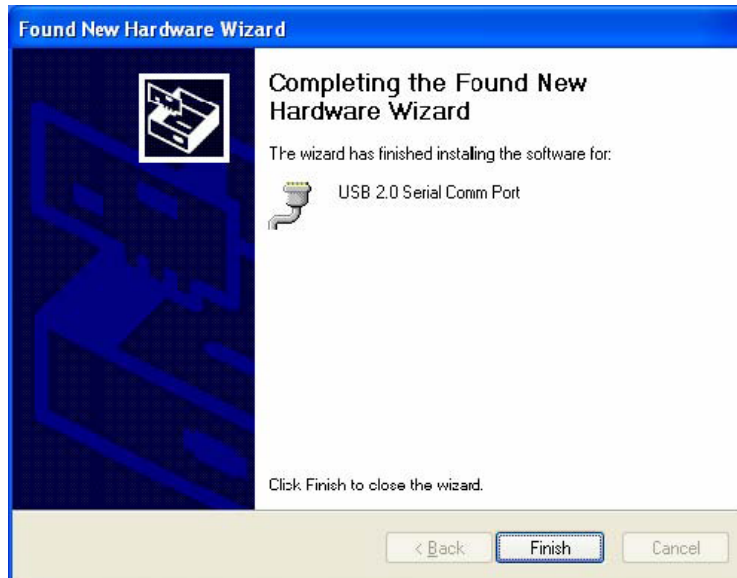 Found New Hardware Wizard
Completing the Found New
Hardware Wizard
The wizard has finished installing the software for:
USB 2.0 Serial Comm Port
Click Finish to close the wizard.
< Back
Finish
Cancel